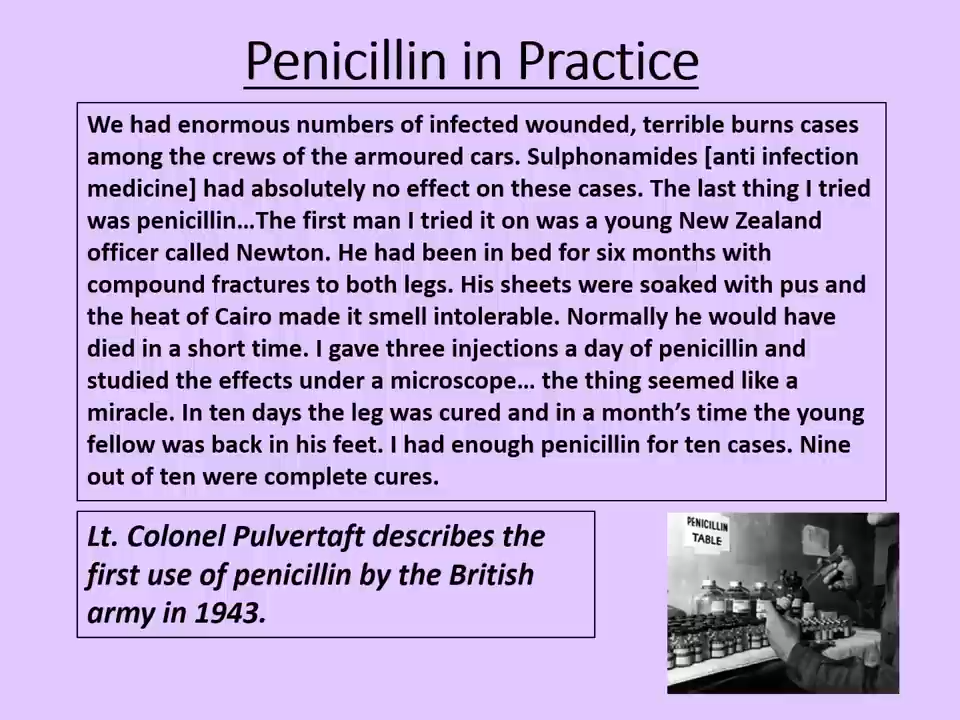 Penicillin in Practice
We had enormous numbers of infected wounded, terrible burns cases
among the crews of the armoured cars. Sulphonamides [anti infection
medicine] had absolutely no effect on these cases. The last thing I tried
was penicillin…The first man I tried it on was a young New Zealand
officer called Newton. He had been in bed for six months with
compound fractures to both legs. His sheets were soaked with pus and
the heat of Cairo made it smell intolerable. Normally he would have
died in a short time. I gave three injections a day of penicillin and
studied the effects under a microscope… the thing seemed like a
miracle. In ten days the leg was cured and in a month’s time the young
fellow was back in his feet. I had enough penicillin for ten cases. Nine
out of ten were complete cures.
Lt. Colonel Pulvertaft describes the
first use of penicillin by the British
army in 1943.
PENICILLIN
TABLE